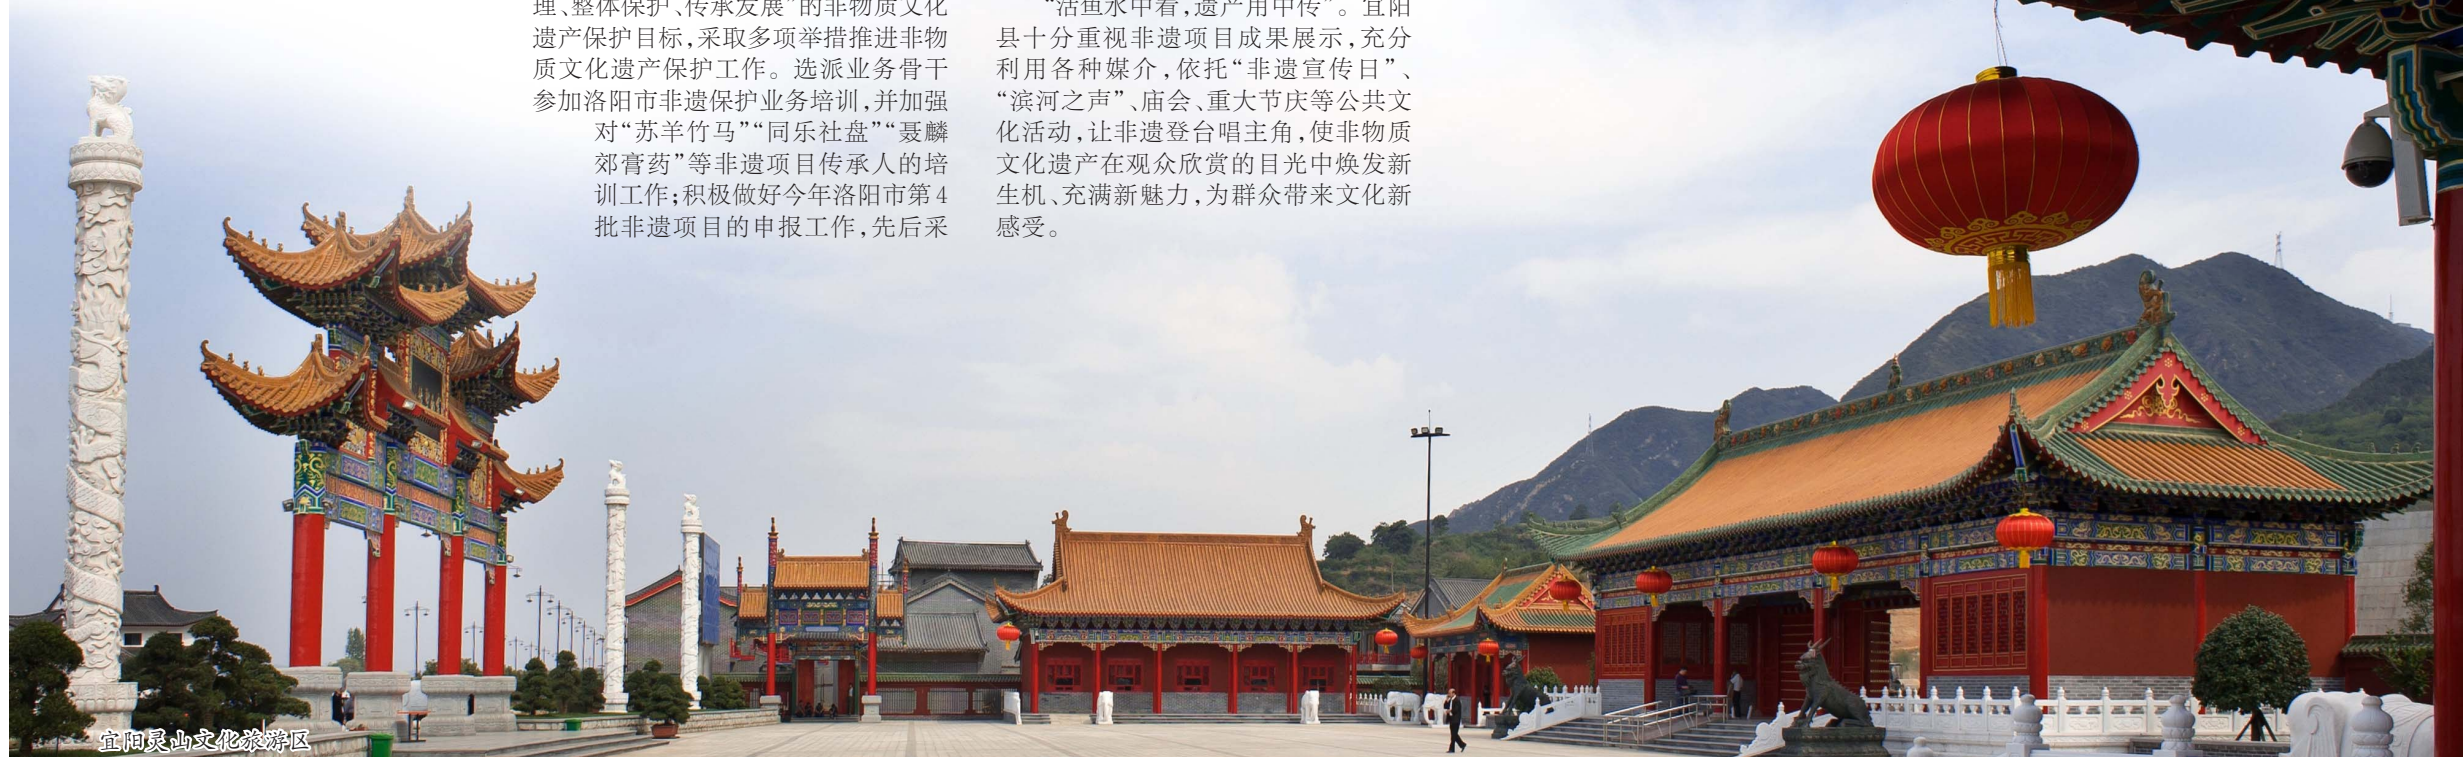 理、整体保护、传承发展”的非物质文化
遗产保护目标,采取多项举措推进非物
质文化遗产保护工作。选派业务骨干
参加洛阳市非遗保护业务培训,并加强
对“苏羊竹马”“同乐社盘”“聂麟
郊膏药”等非遗项目传承人的培
训工作;积极做好今年洛阳市第4
批非遗项目的申报工作,先后采
“活鱼水中看,遗产用中传”。宜阳
县十分重视非遗项目成果展示,充分
利用各种媒介,依托“非遗宣传日”、
“滨河之声”、庙会、重大节庆等公共文
化活动,让非遗登台唱主角,使非物质
文化遗产在观众欣赏的目光中焕发新
生机、充满新魅力,为群众带来文化新
感受。
宜阳灵山文化旅游区